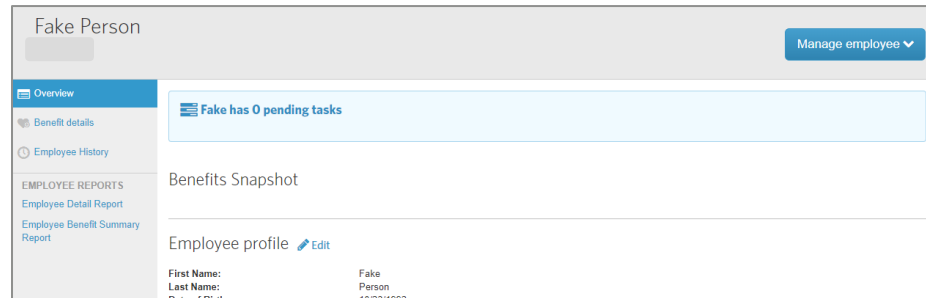 Fake Person
Manage employee
Overview
Fake has 0 pending tasks
Benefit details
Employee History
Benefits Snapshot
EMPLOYEE REPORTS
Employee Detail Report
Employee Benefit Summary
Report
Employee profile Edit
First Name: Fake
Last Name: Person